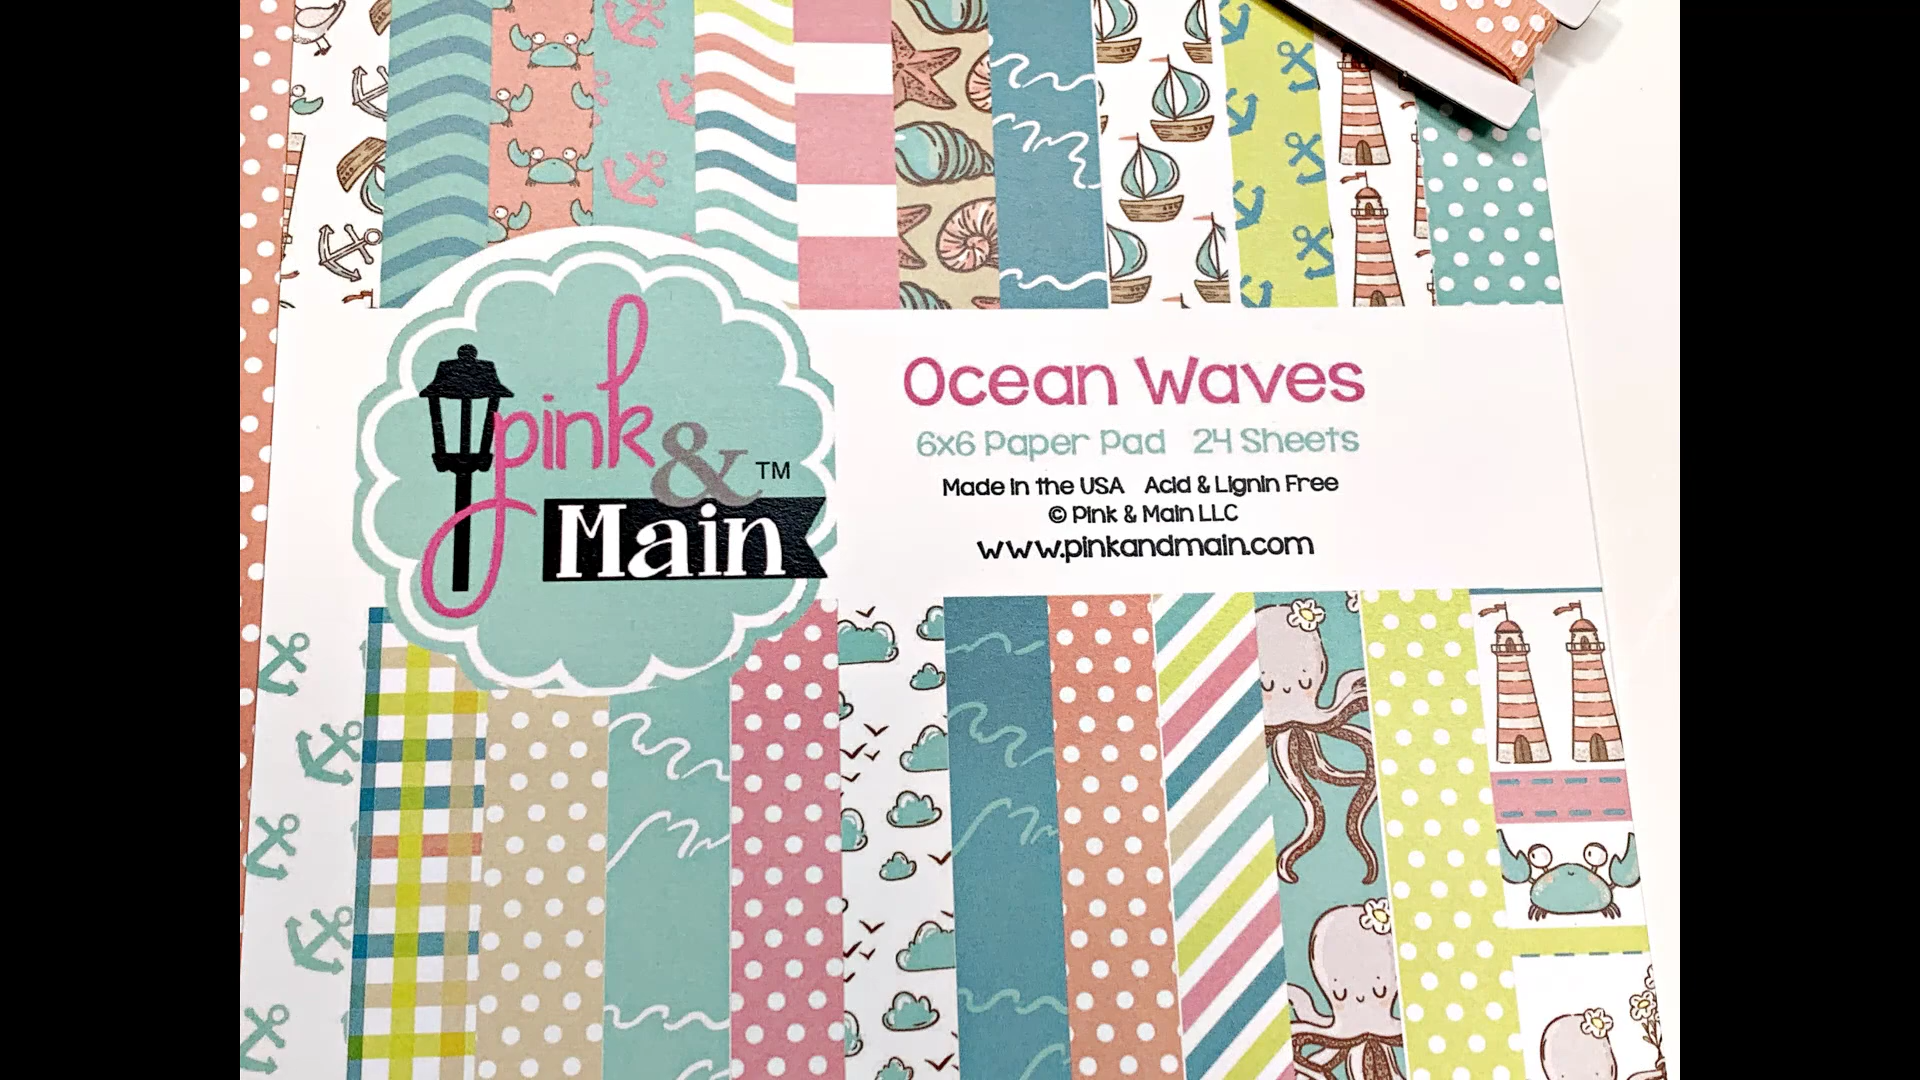 pink &™
Main
Ocean Waves
6x6 Paper Pad 24 Sheets
Made in the USA Acid & Lignin Free
© Pink & Main LLC
www.pinkandmain.com